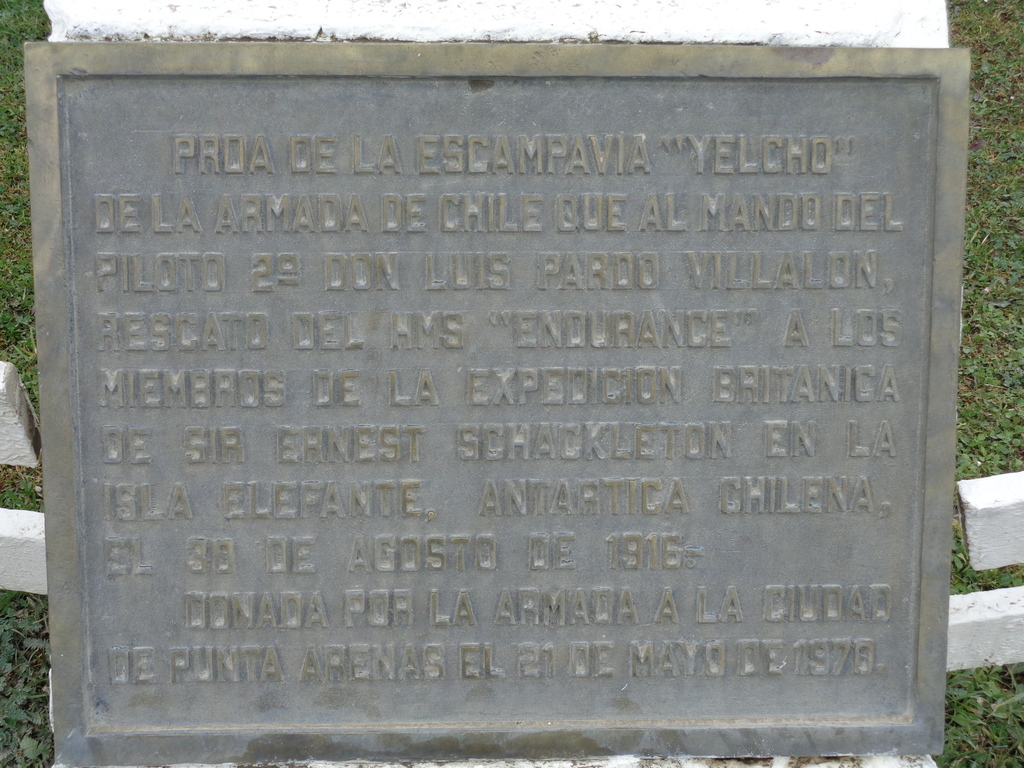 PROA DE LA ESCAMPAVIA "YELCHO"
DE LA ARMADA DE CHILE QUE AL MANDO DEL
PILOTO 2º DON LUIS PARDO VILLALON,
RESCATO DEL HMS "ENDURANCE" A LOS
MIEMBROS DE LA EXPEDICION BRITANICA
DE SIR ERNEST SCHACKLETON EN LA
ISLA ELEFANTE, ANTARTICA CHILENA,
EL 30 DE AGOSTO DE 1916.-
DONADA POR LA ARMADA A LA CIUDAD
DE PUNTA ARENAS EL 21 DE MAYO DE 1970.